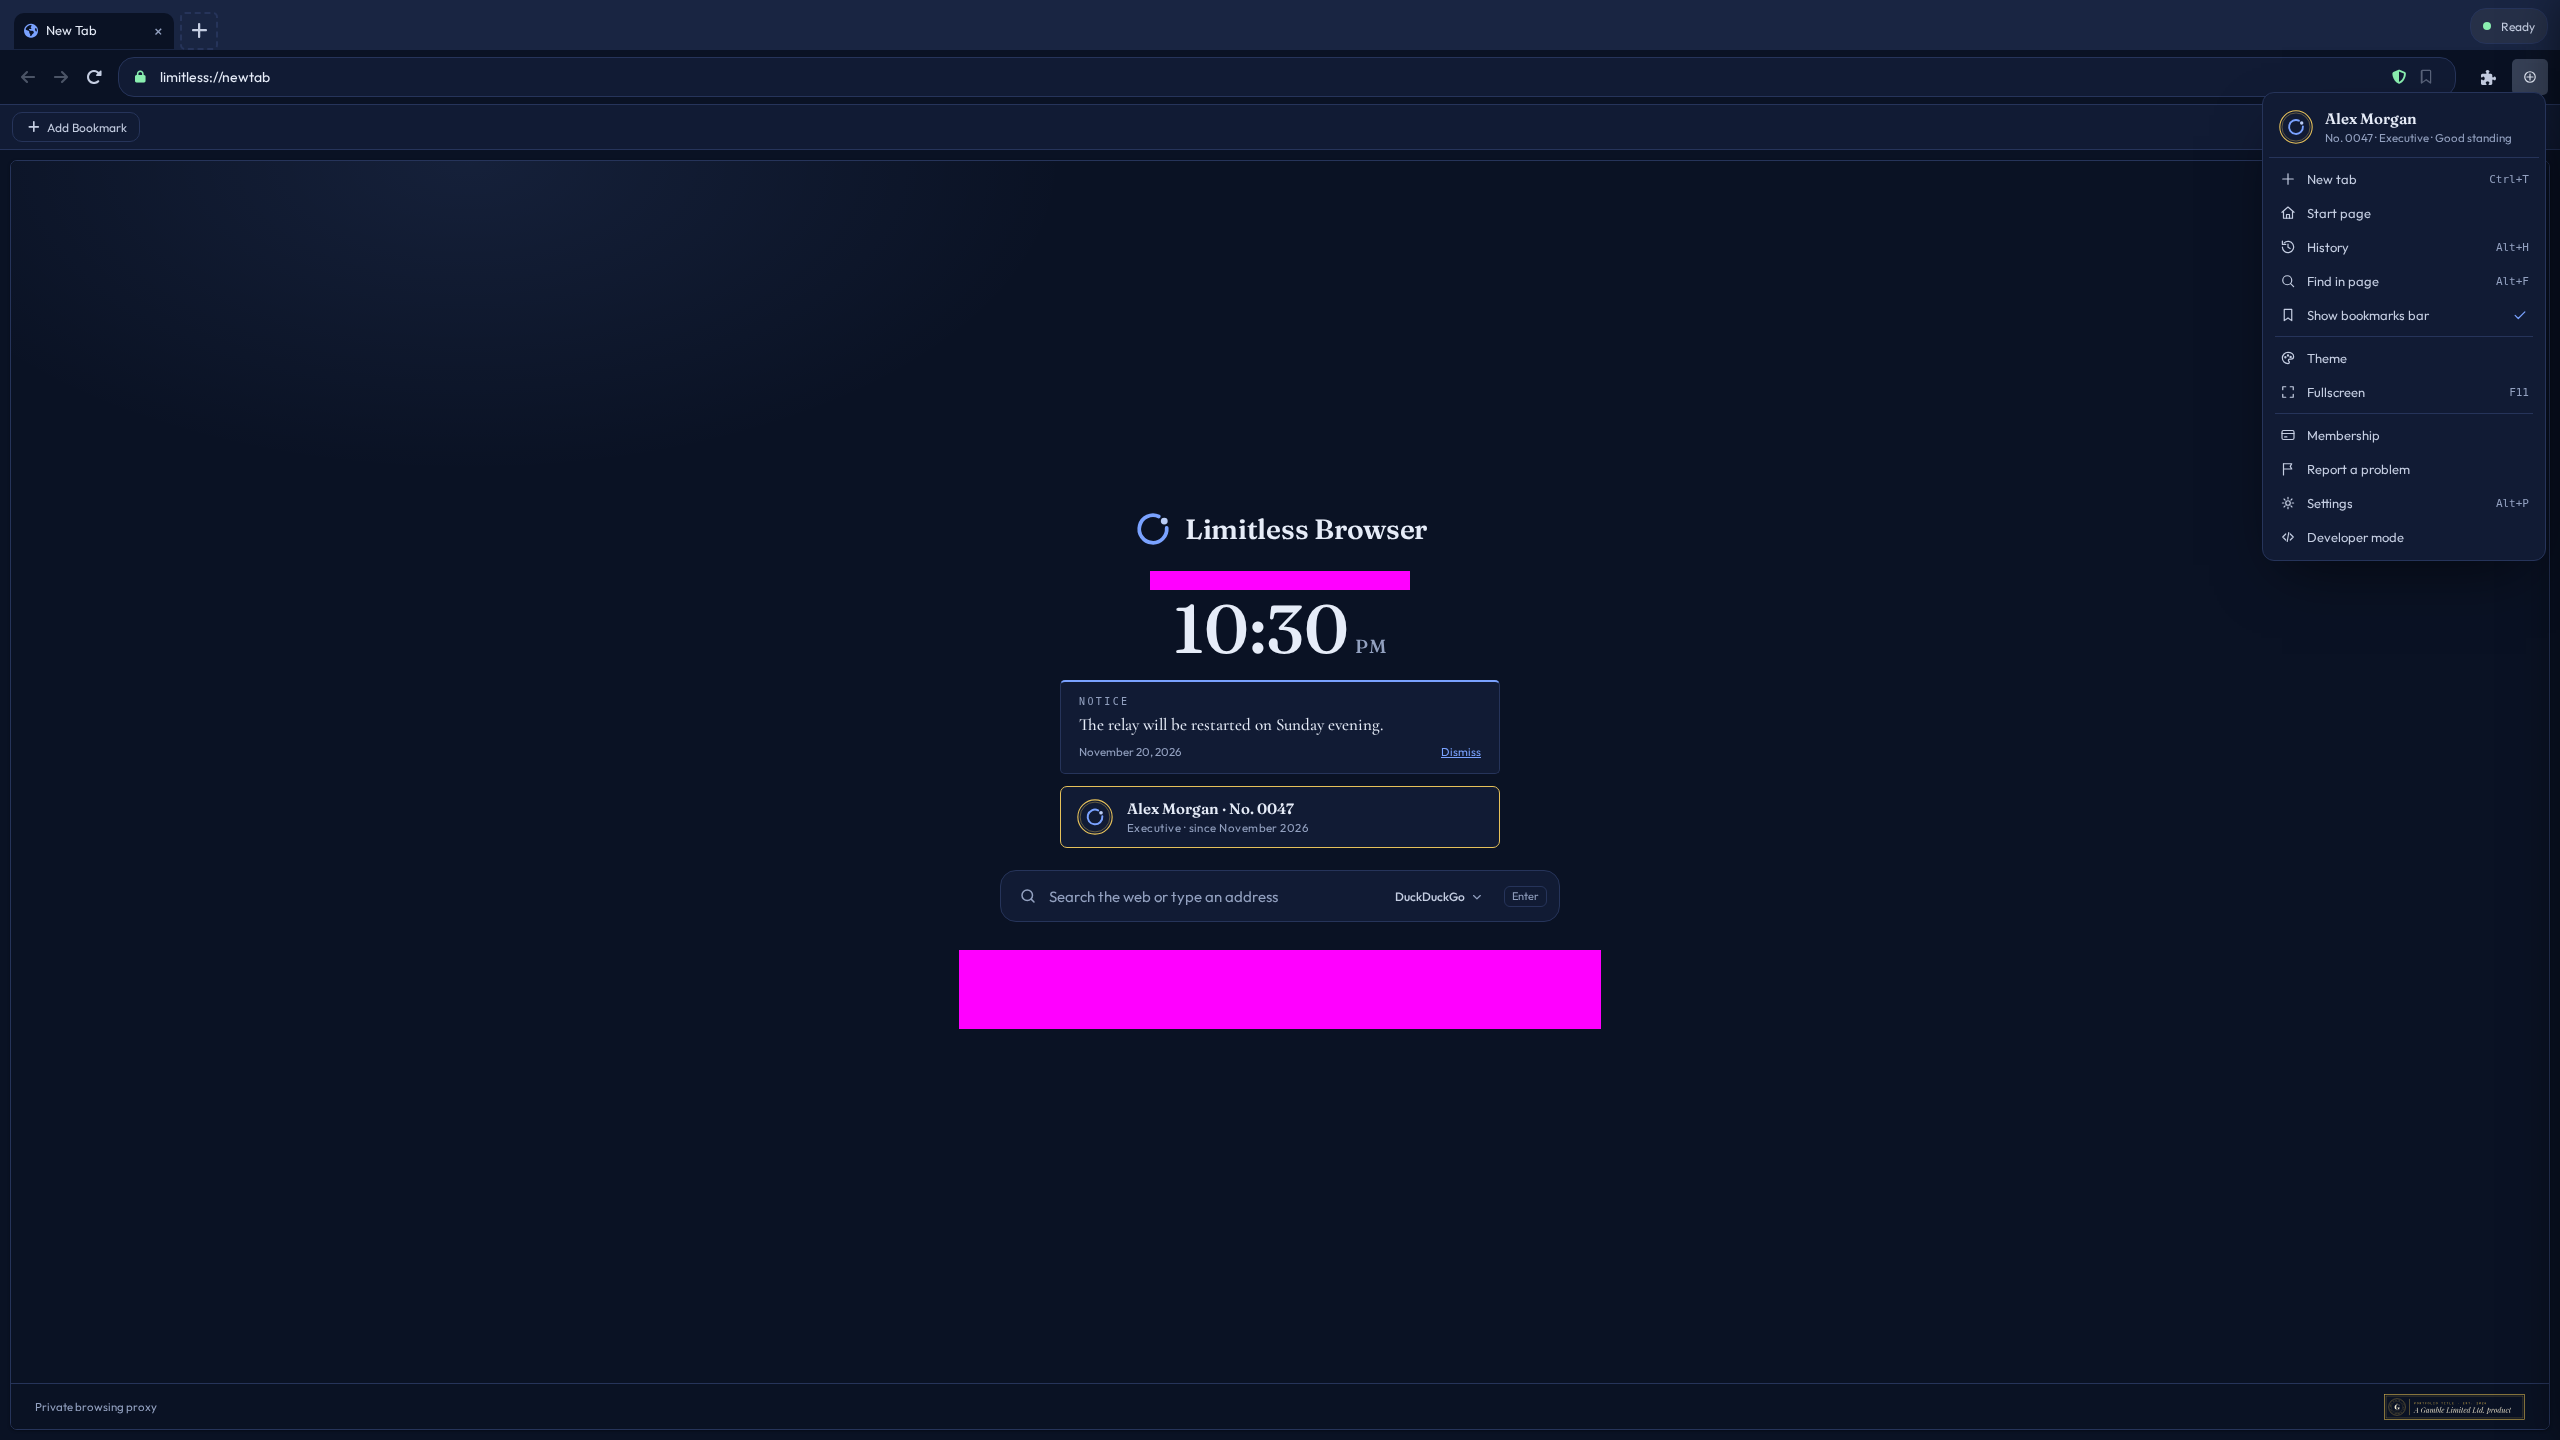 New Tab
Ready
limitless://newtab
Add Bookmark
Alex Morgan
No. 0047 · Executive · Good standing
New tab Ctrl+T
Start page
History Alt+H
Find in page Alt+F
Show bookmarks bar
Theme
Fullscreen F11
Membership
Report a problem
Settings Alt+P
Developer mode
Limitless Browser
10:30 PM
NOTICE
The relay will be restarted on Sunday evening.
November 20, 2026 Dismiss
Alex Morgan · No. 0047
Executive · since November 2026
Search the web or type an address DuckDuckGo Enter
Private browsing proxy
G
A Gamble Limited Ltd. product